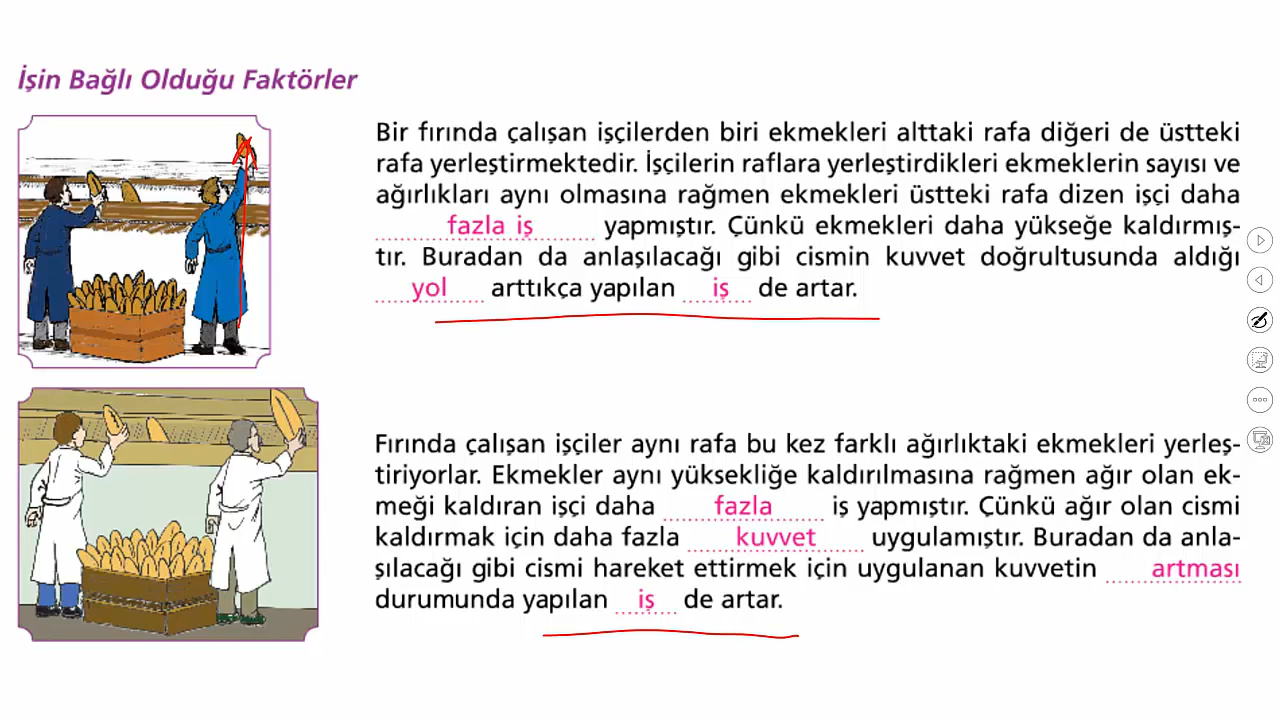 İşin Bağlı Olduğu Faktörler
Bir fırında çalışan işçilerden biri ekmekleri alttaki rafa diğeri de üstteki
rafa yerleştirmektedir. İşçilerin raflara yerleştirdikleri ekmeklerin sayısı ve
ağırlıkları aynı olmasına rağmen ekmekleri üstteki rafa dizen işçi daha
fazla iş yapmıştır. Çünkü ekmekleri daha yükseğe kaldırmış-
tır. Buradan da anlaşılacağı gibi cismin kuvvet doğrultusunda aldığı
yol arttıkça yapılan iş de artar.
Fırında çalışan işçiler aynı rafa bu kez farklı ağırlıktaki ekmekleri yerleş-
tiriyorlar. Ekmekler aynı yüksekliğe kaldırılmasına rağmen ağır olan ek-
meği kaldıran işçi daha fazla iş yapmıştır. Çünkü ağır olan cismi
kaldırmak için daha fazla kuvvet uygulamıştır. Buradan da anla-
şılacağı gibi cismi hareket ettirmek için uygulanan kuvvetin artması
durumunda yapılan iş de artar.